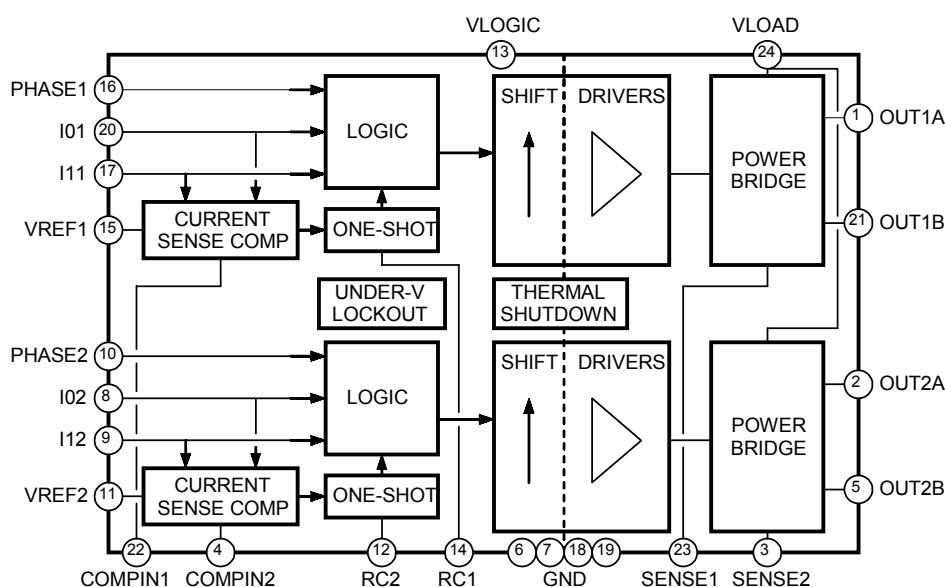 VLOGIC VLOAD
13 24
PHASE1 16
SHIFT DRIVERS
I01 20
LOGIC
1 OUT1A
I11 17
POWER
BRIDGE
VREF1 15
CURRENT
SENSE COMP
ONE-SHOT
21 OUT1B
UNDER-V
LOCKOUT
THERMAL
SHUTDOWN
PHASE2 10
SHIFT DRIVERS
I02 8
LOGIC
2 OUT2A
I12 9
POWER
BRIDGE
VREF2 11
CURRENT
SENSE COMP
ONE-SHOT
5 OUT2B
22 4 12 14 6 7 18 19 23 3
COMPIN1 COMPIN2 RC2 RC1 GND SENSE1 SENSE2